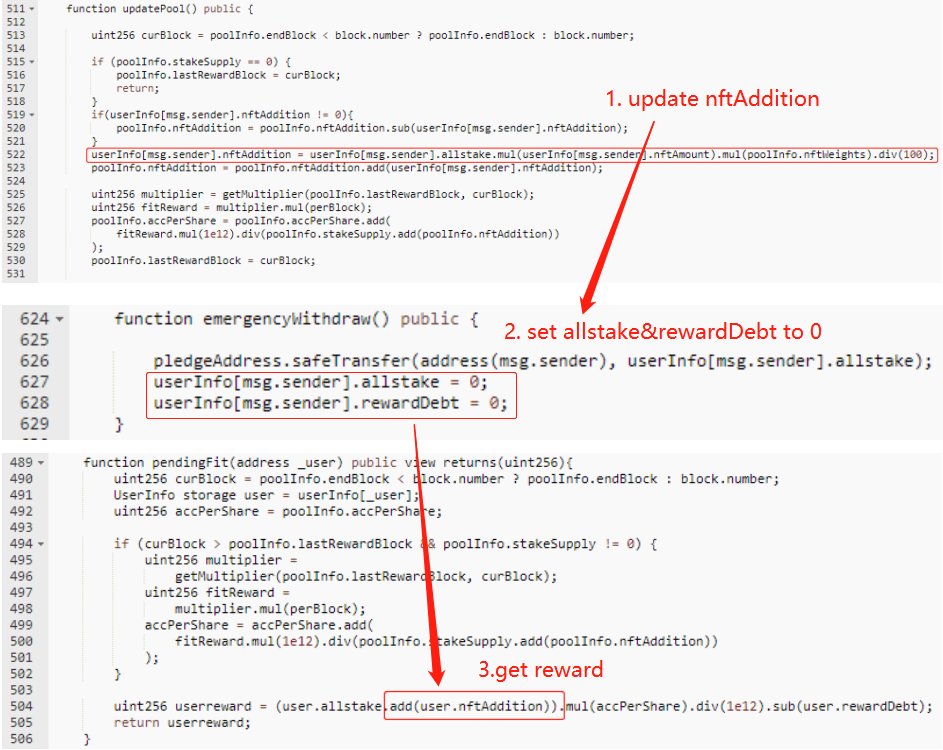 511 function updatePool() public {
512
513 uint256 curBlock = poolInfo.endBlock < block.number ? poolInfo.endBlock : block.number;
514
515 if (poolInfo.stakeSupply == 0) {
516 poolInfo.lastRewardBlock = curBlock;
517 return;
518 }
1. update nftAddition
519 if(userInfo[msg.sender].nftAddition != 0){
520 poolInfo.nftAddition = poolInfo.nftAddition.sub(userInfo[msg.sender].nftAddition);
521 }
522 userInfo[msg.sender].nftAddition = userInfo[msg.sender].allstake.mul(userInfo[msg.sender].nftAmount).mul(poolInfo.nftWeights).div(100);
523 poolInfo.nftAddition = poolInfo.nftAddition.add(userInfo[msg.sender].nftAddition);
524
525 uint256 multiplier = getMultiplier(poolInfo.lastRewardBlock, curBlock);
526 uint256 fitReward = multiplier.mul(perBlock);
527 poolInfo.accPerShare = poolInfo.accPerShare.add(
528 fitReward.mul(1e12).div(poolInfo.stakeSupply.add(poolInfo.nftAddition))
529 );
530 poolInfo.lastRewardBlock = curBlock;
531
624 function emergencyWithdraw() public {
2. set allstake&rewardDebt to 0
625
626 pledgeAddress.safeTransfer(address(msg.sender), userInfo[msg.sender].allstake);
627 userInfo[msg.sender].allstake = 0;
628 userInfo[msg.sender].rewardDebt = 0;
629 }
489 function pendingFit(address _user) public view returns(uint256){
490 uint256 curBlock = poolInfo.endBlock < block.number ? poolInfo.endBlock : block.number;
491 UserInfo storage user = userInfo[_user];
492 uint256 accPerShare = poolInfo.accPerShare;
493
494 if (curBlock > poolInfo.lastRewardBlock && poolInfo.stakeSupply != 0) {
495 uint256 multiplier =
496 getMultiplier(poolInfo.lastRewardBlock, curBlock);
497 uint256 fitReward =
498 multiplier.mul(perBlock);
499 accPerShare = accPerShare.add(
500 fitReward.mul(1e12).div(poolInfo.stakeSupply.add(poolInfo.nftAddition))
501 );
502 }
3.get reward
503
504 uint256 userreward = (user.allstake.add(user.nftAddition)).mul(accPerShare).div(1e12).sub(user.rewardDebt);
505 return userreward;
506 }